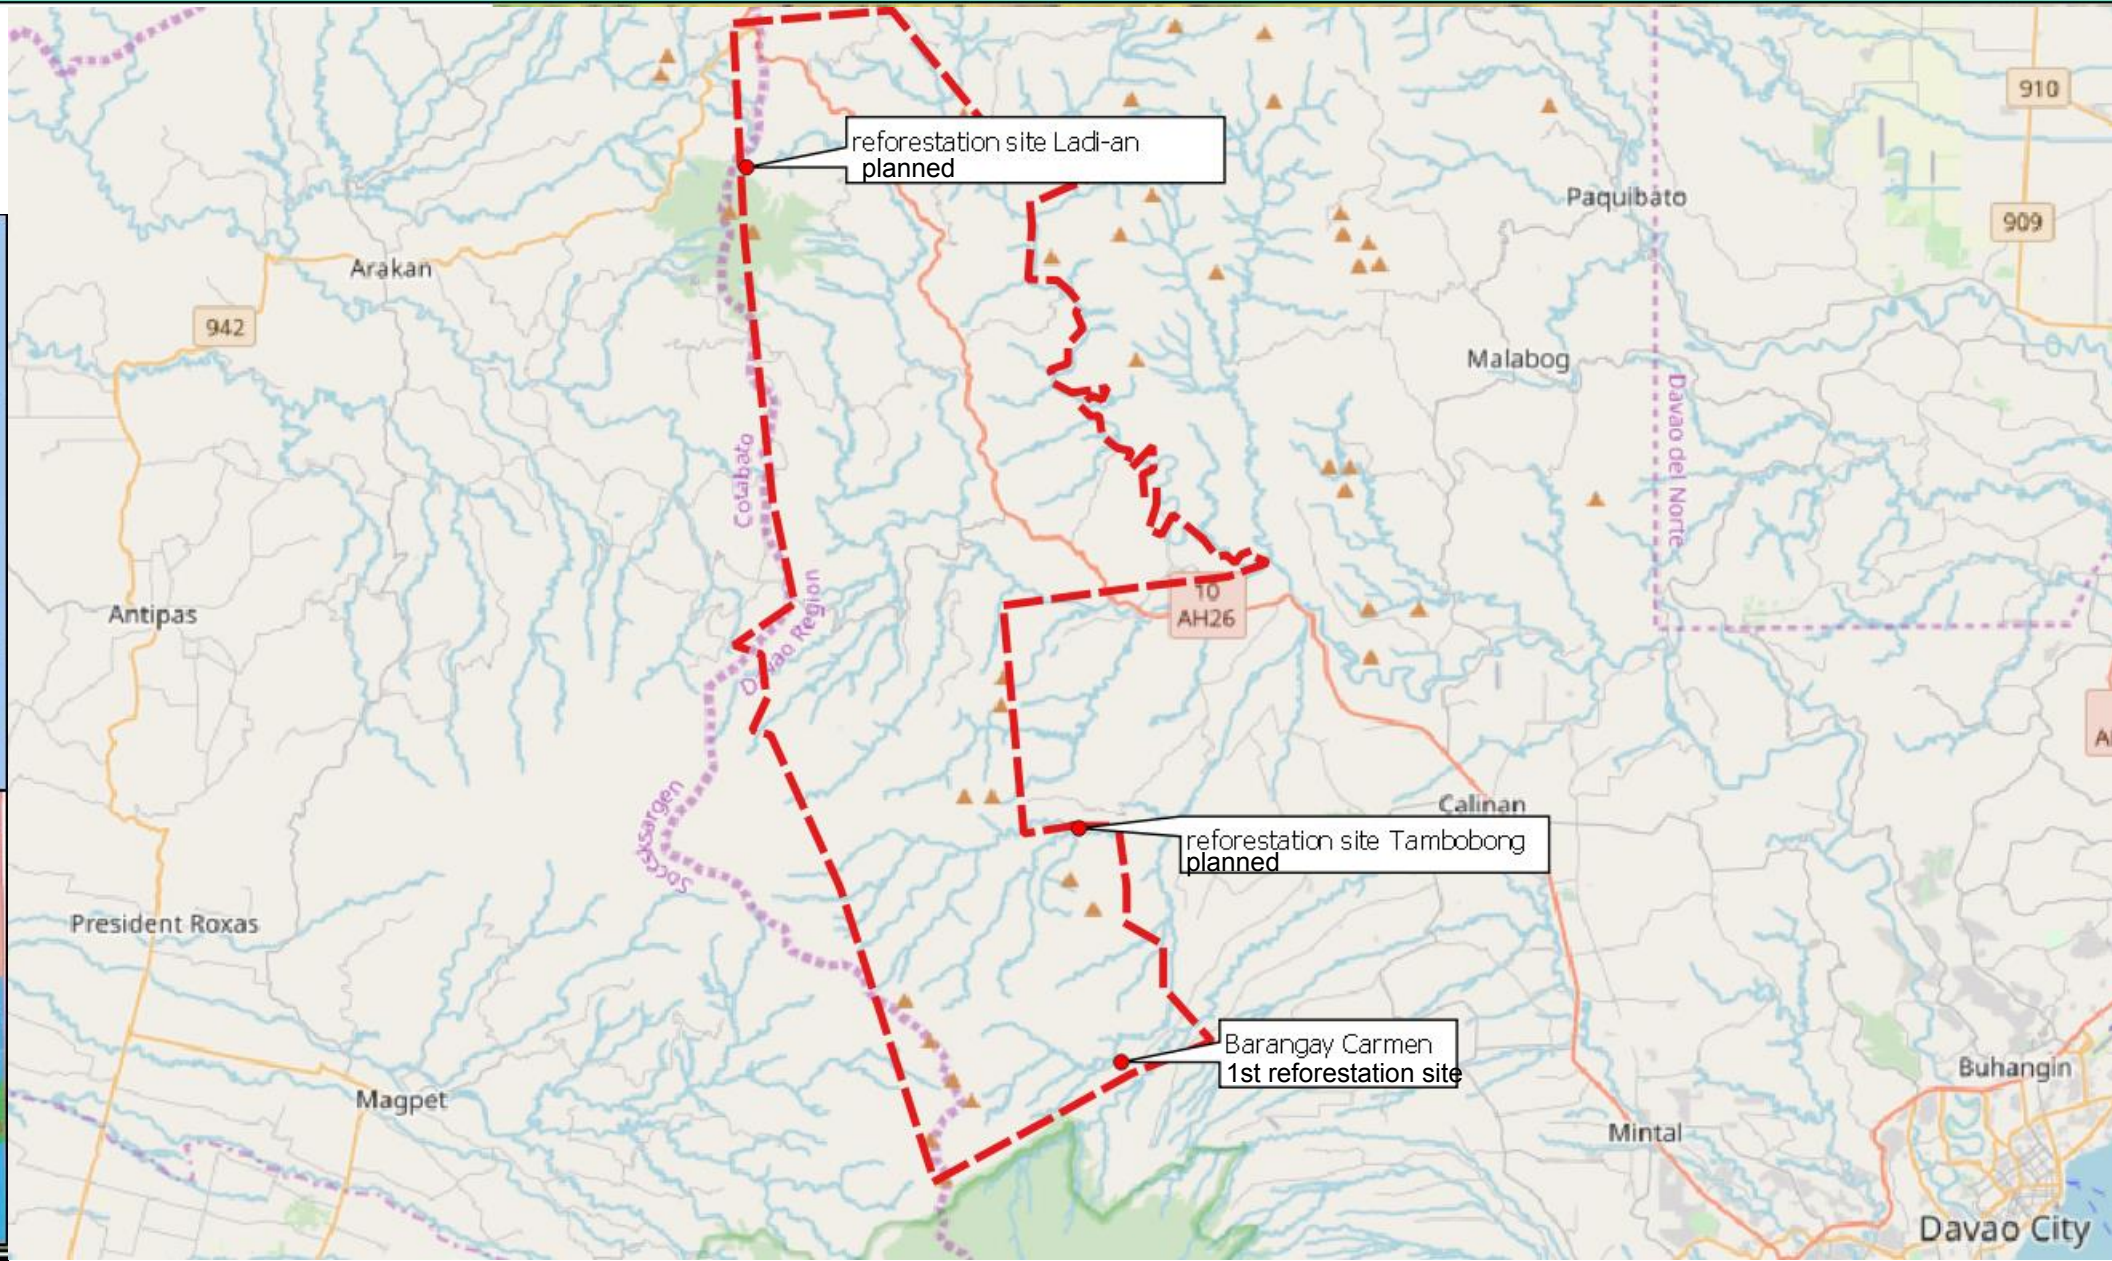 910
reforestation site Ladi-an
planned
Paquibato
909
Arakan
942
Malabog
Davao del Norte
Cotabato
Davao Region
10
AH26
Antipas
Soccsksargen
Calinan
reforestation site Tambobong
planned
President Roxas
Barangay Carmen
1st reforestation site
Buhangin
Magpet
Mintal
Davao City